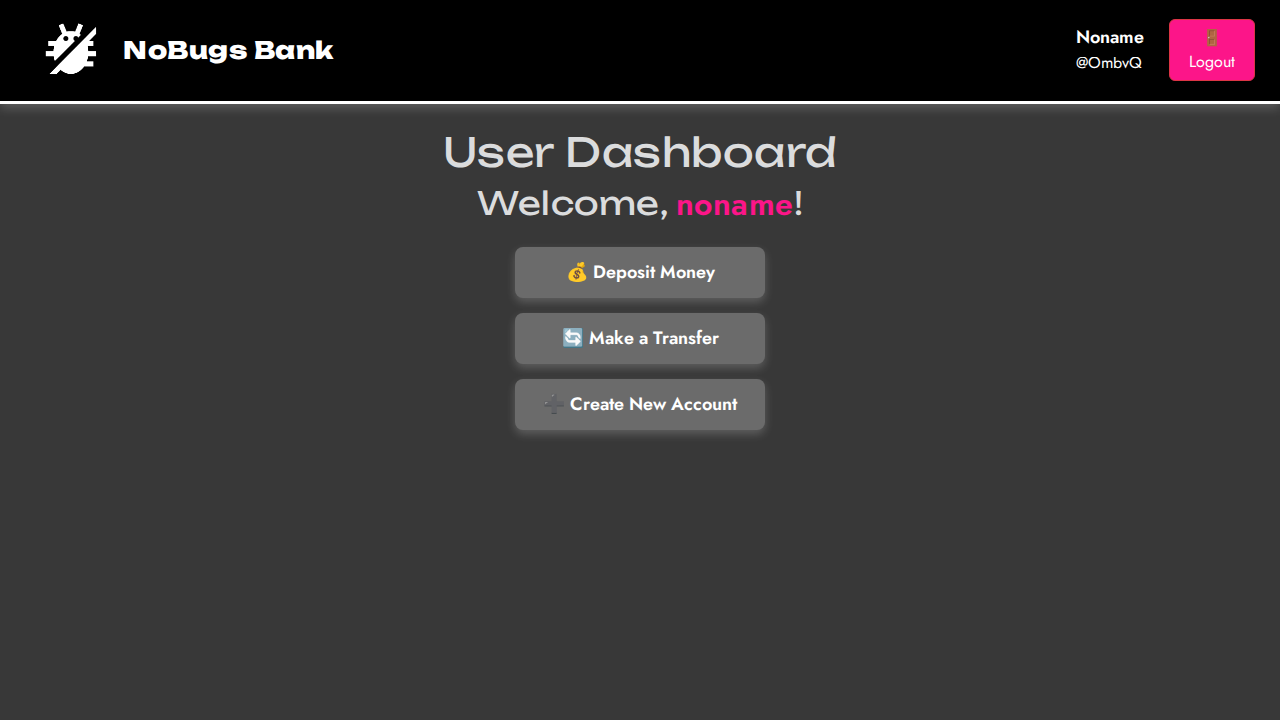 NoBugs Bank
Noname
@OmbvQ
🚪
Logout
User Dashboard
Welcome, noname!
💰 Deposit Money
🔄 Make a Transfer
➕ Create New Account